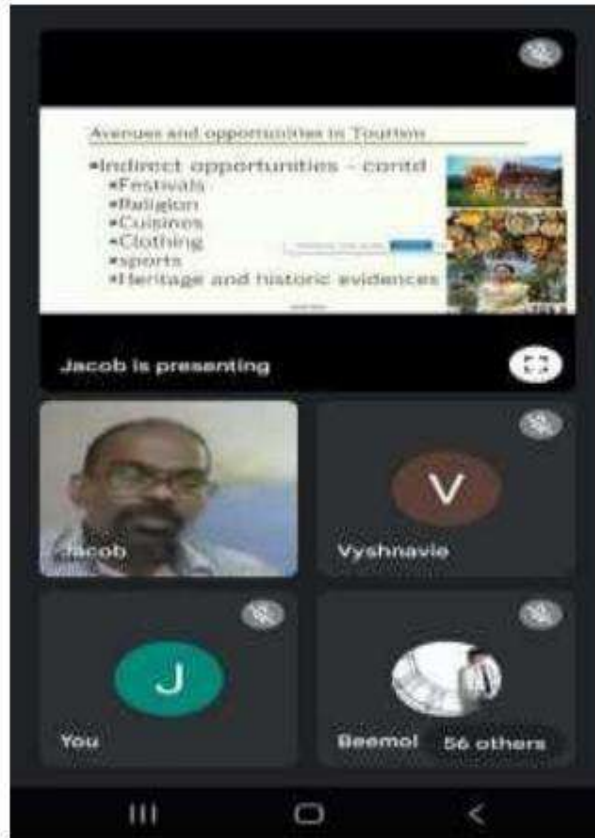 Avenues and opportunities in Tourism
▪Indirect opportunities - contd
▪Festivals
▪Religion
▪Cuisines
▪Clothing
▪sports
▪Heritage and historic evidences
Jacob is presenting
Jacob
V
Vyshnavie
J
You
Beemol
56 others